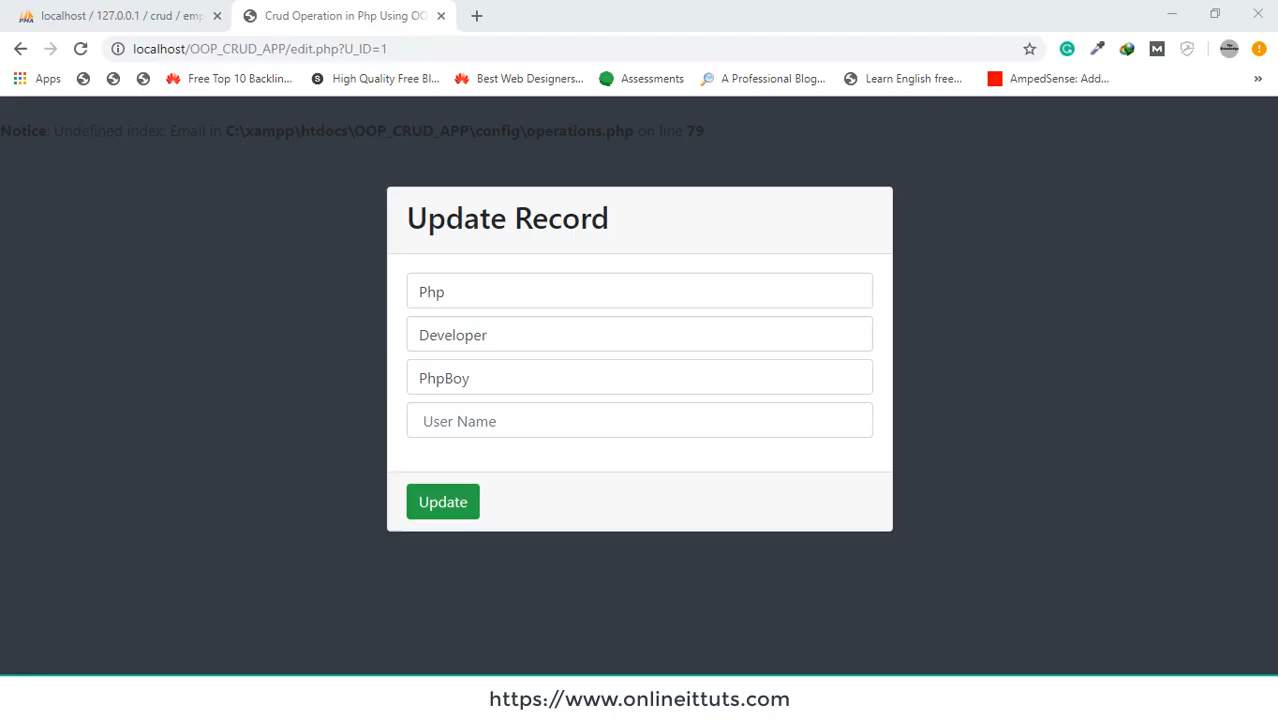 localhost / 127.0.0.1 / crud / emp
Crud Operation in Php Using OO
localhost/OOP_CRUD_APP/edit.php?U_ID=1
Apps
Free Top 10 Backlin...
High Quality Free Bl...
Best Web Designers...
Assessments
A Professional Blog...
Learn English free...
AmpedSense: Add...
»
Notice: Undefined index: Email in C:\xampp\htdocs\OOP_CRUD_APP\config\operations.php on line 79
Update Record
Php
Developer
PhpBoy
User Name
Update
https://www.onlineittuts.com